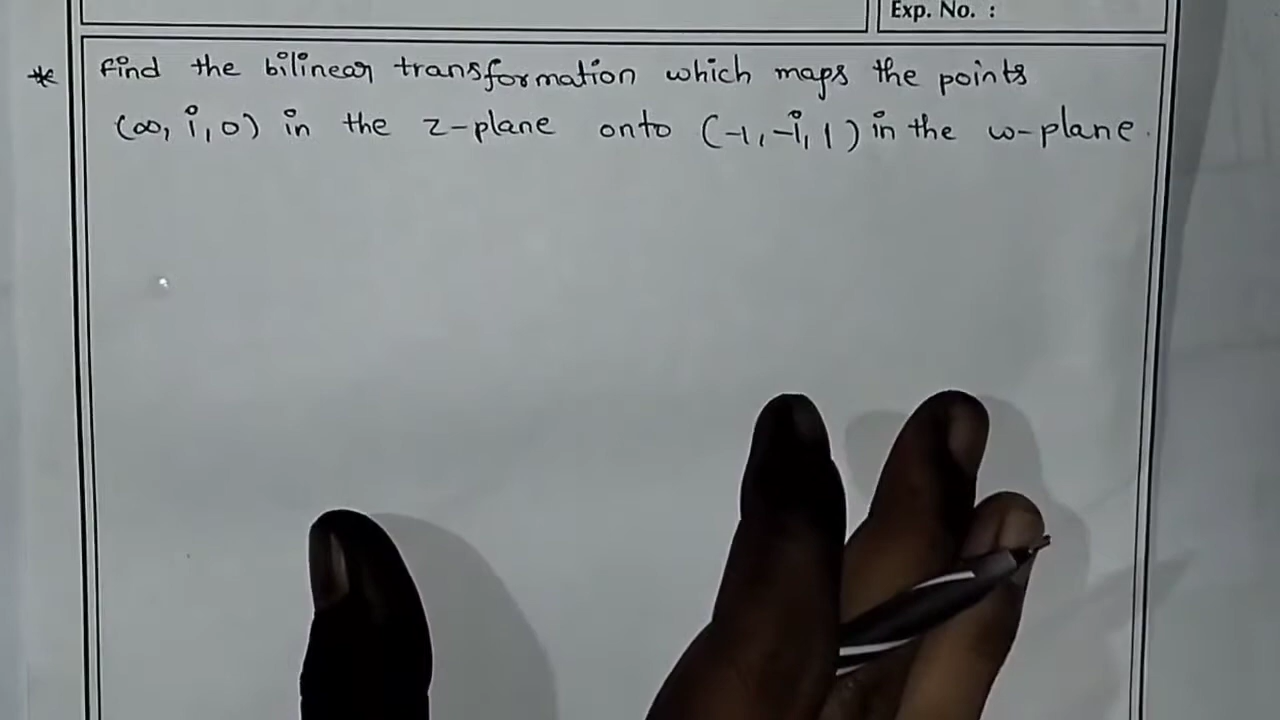 Exp. No. :
* Find the bilinear transformation which maps the points
(∞, i, 0) in the z-plane onto (-1, -i, 1) in the w-plane.